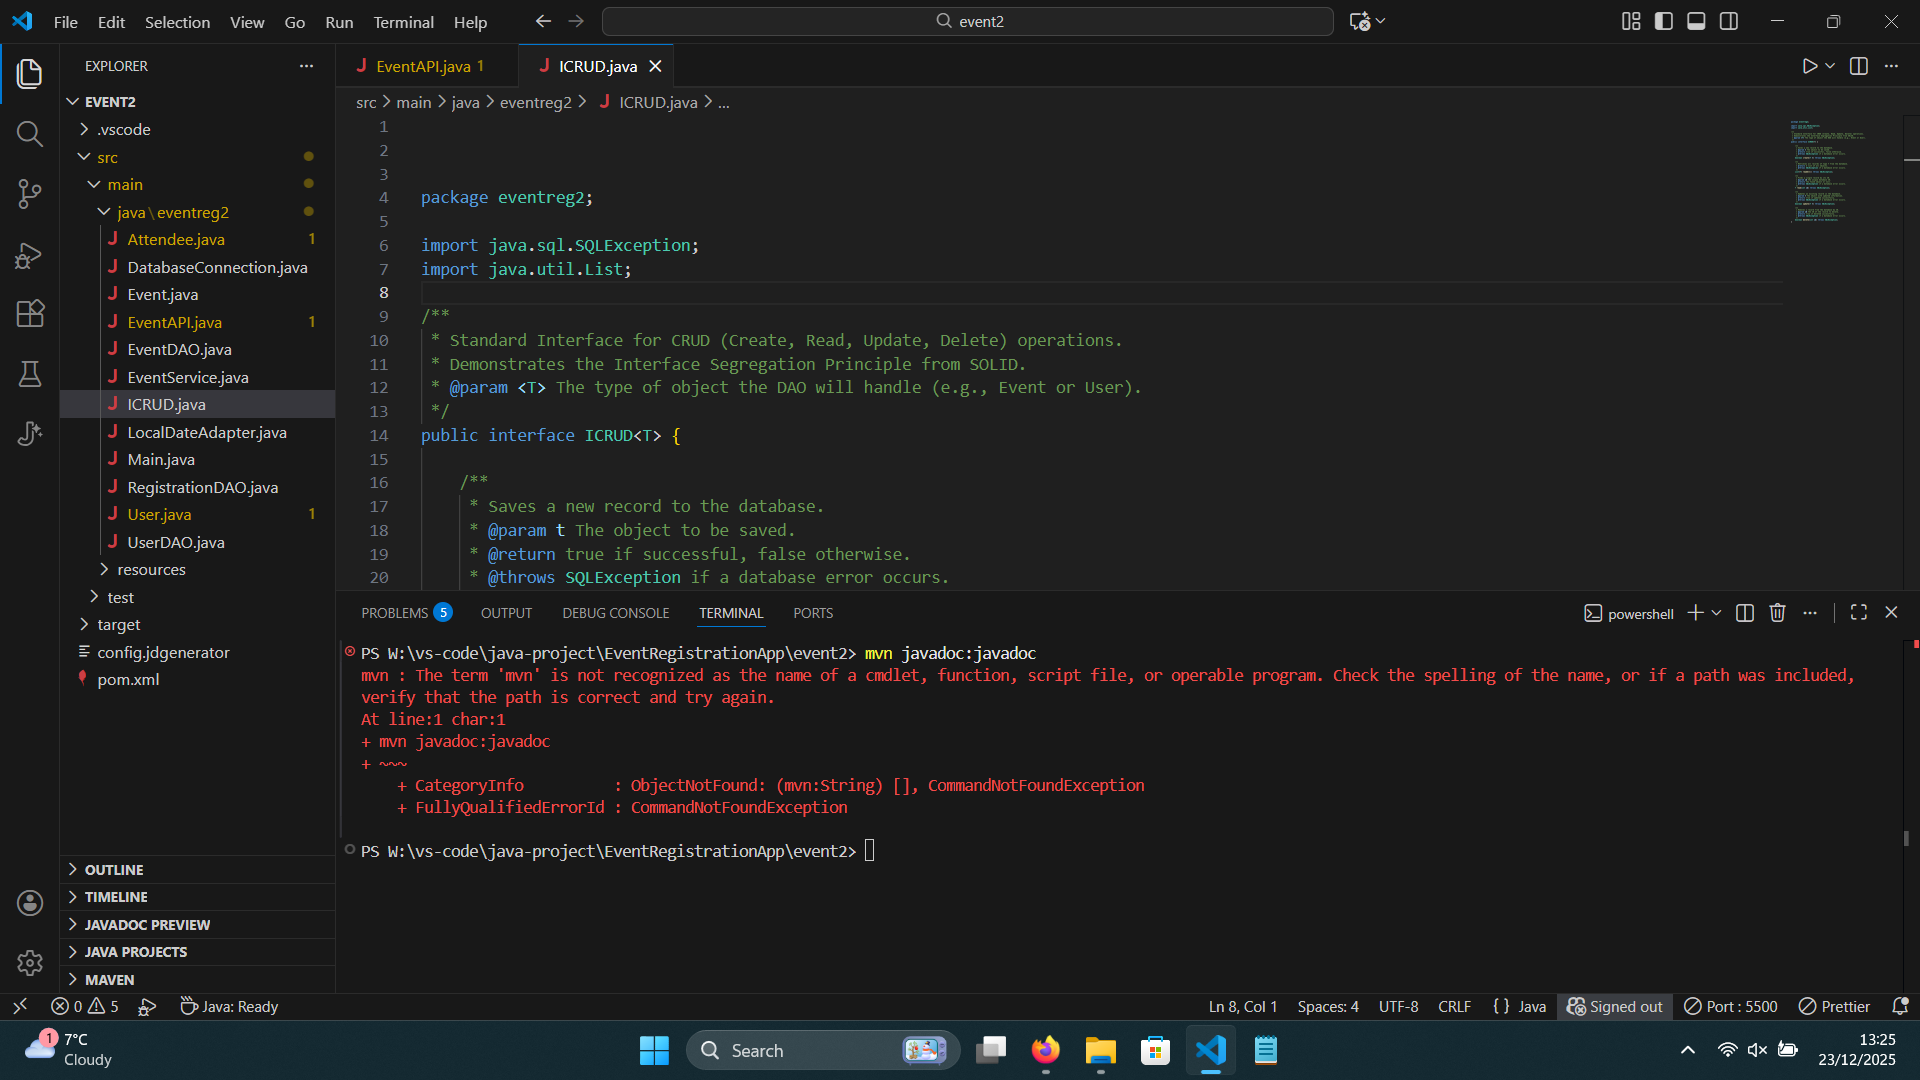 File Edit Selection View Go Run Terminal Help
event2
EXPLORER
EVENT2
.vscode
src
main
java\eventreg2
Attendee.java 1
DatabaseConnection.java
Event.java
EventAPI.java 1
EventDAO.java
EventService.java
ICRUD.java
LocalDateAdapter.java
Main.java
RegistrationDAO.java
User.java 1
UserDAO.java
resources
test
target
config.jdgenerator
pom.xml
OUTLINE
TIMELINE
JAVADOC PREVIEW
JAVA PROJECTS
MAVEN
EventAPI.java 1
ICRUD.java
src > main > java > eventreg2 > ICRUD.java > ...
1
2
3
4 package eventreg2;
5
6 import java.sql.SQLException;
7 import java.util.List;
8
9 /**
10 * Standard Interface for CRUD (Create, Read, Update, Delete) operations.
11 * Demonstrates the Interface Segregation Principle from SOLID.
12 * @param <T> The type of object the DAO will handle (e.g., Event or User).
13 */
14 public interface ICRUD<T> {
15
16 /**
17 * Saves a new record to the database.
18 * @param t The object to be saved.
19 * @return true if successful, false otherwise.
20 * @throws SQLException if a database error occurs.
PROBLEMS 5 OUTPUT DEBUG CONSOLE TERMINAL PORTS
powershell
PS W:\vs-code\java-project\EventRegistrationApp\event2> mvn javadoc:javadoc
mvn : The term 'mvn' is not recognized as the name of a cmdlet, function, script file, or operable program. Check the spelling of the name, or if a path was included,
verify that the path is correct and try again.
At line:1 char:1
+ mvn javadoc:javadoc
+ ~~~
+ CategoryInfo : ObjectNotFound: (mvn:String) [], CommandNotFoundException
+ FullyQualifiedErrorId : CommandNotFoundException
PS W:\vs-code\java-project\EventRegistrationApp\event2>
0 5 Java: Ready
Ln 8, Col 1 Spaces: 4 UTF-8 CRLF { } Java Signed out Port : 5500 Prettier
1
7°C
Cloudy
Search
13:25
23/12/2025